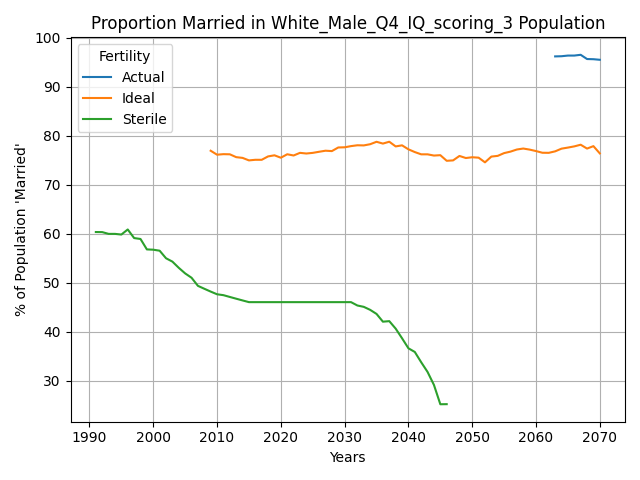 Proportion Married in White_Male_Q4_IQ_scoring_3 Population
% of Population 'Married'
100
90
80
70
60
50
40
30
Fertility
Actual
Ideal
Sterile
1990 2000 2010 2020 2030 2040 2050 2060 2070
Years